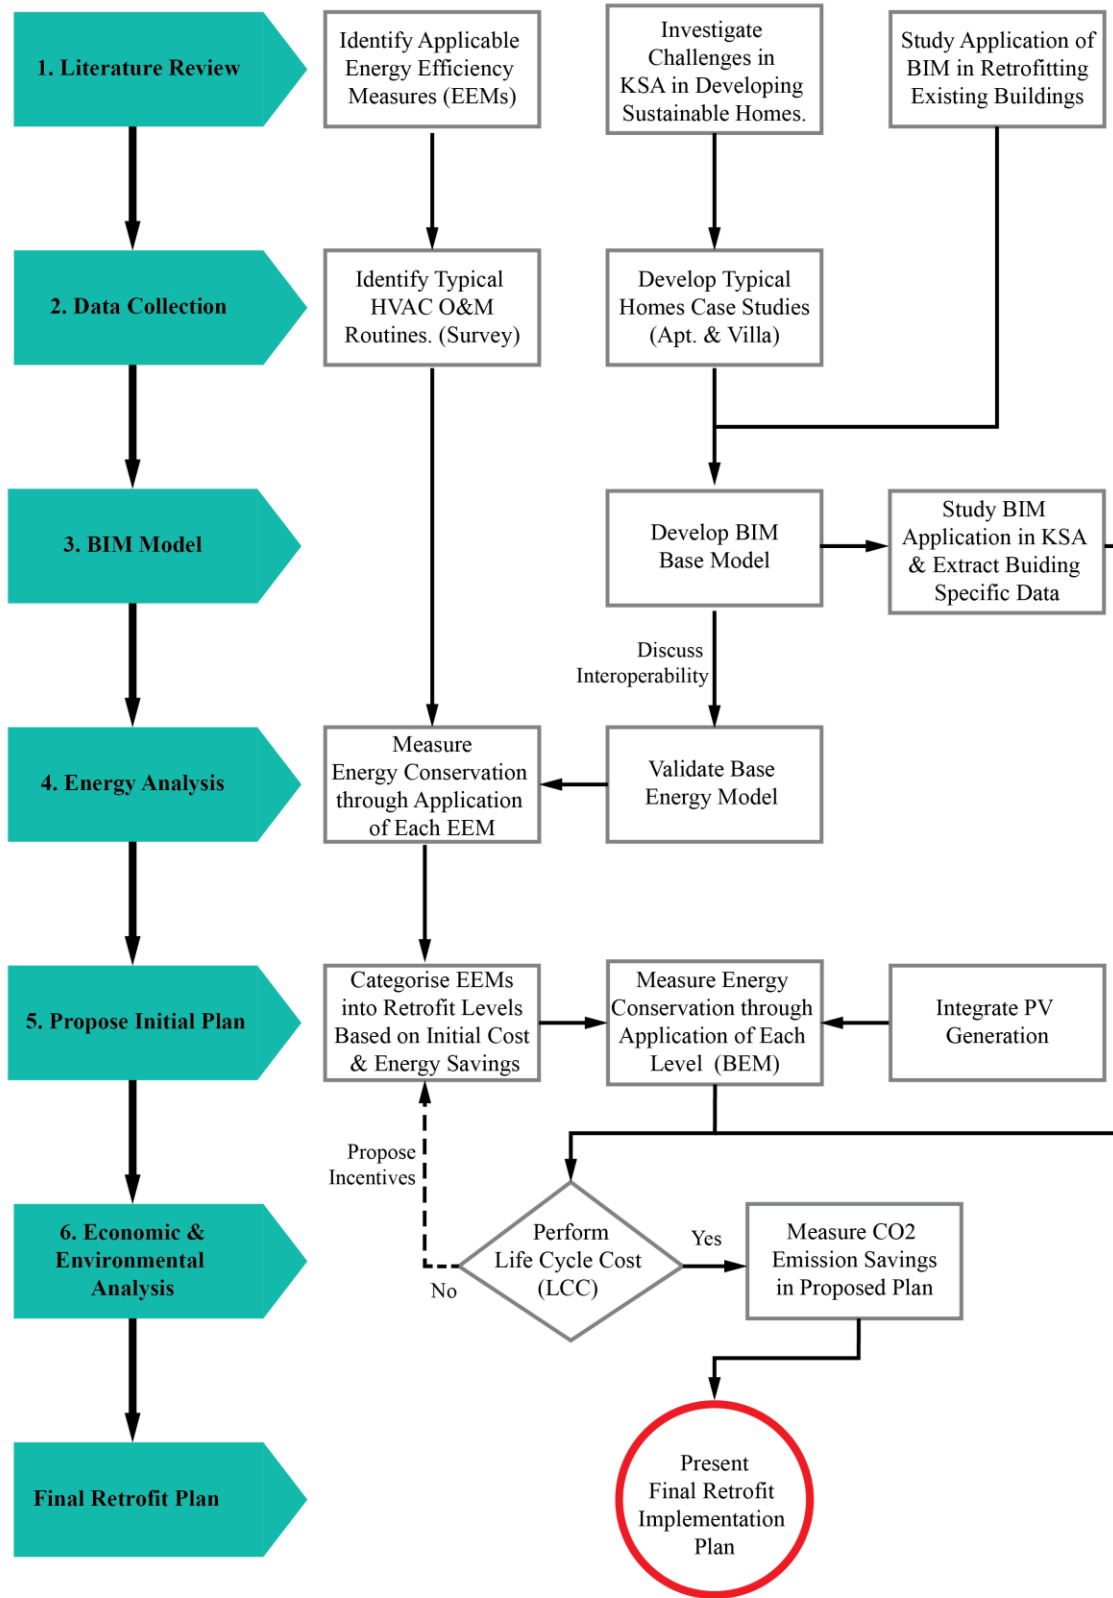 1. Literature Review
Identify Applicable
Energy Efficiency
Measures (EEMs)
Investigate
Challenges in
KSA in Developing
Sustainable Homes.
Study Application of
BIM in Retrofitting
Existing Buildings
2. Data Collection
Identify Typical
HVAC O&M
Routines. (Survey)
Develop Typical
Homes Case Studies
(Apt. & Villa)
3. BIM Model
Develop BIM
Base Model
Study BIM
Application in KSA
& Extract Buiding
Specific Data
Discuss
Interoperability
4. Energy Analysis
Measure
Energy Conservation
through Application
of Each EEM
Validate Base
Energy Model
5. Propose Initial Plan
Categorise EEMs
into Retrofit Levels
Based on Initial Cost
& Energy Savings
Measure Energy
Conservation through
Application of Each
Level (BEM)
Integrate PV
Generation
Propose
Incentives
6. Economic &
Environmental
Analysis
No
Perform
Life Cycle Cost
(LCC)
Yes
Measure CO2
Emission Savings
in Proposed Plan
Final Retrofit Plan
Present
Final Retrofit
Implementation
Plan